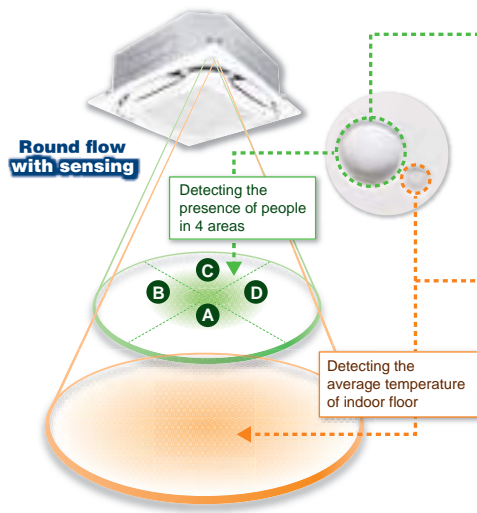 Round flow
with sensing
Detecting the
presence of people
in 4 areas
C
B
D
A
Detecting the
average temperature
of indoor floor